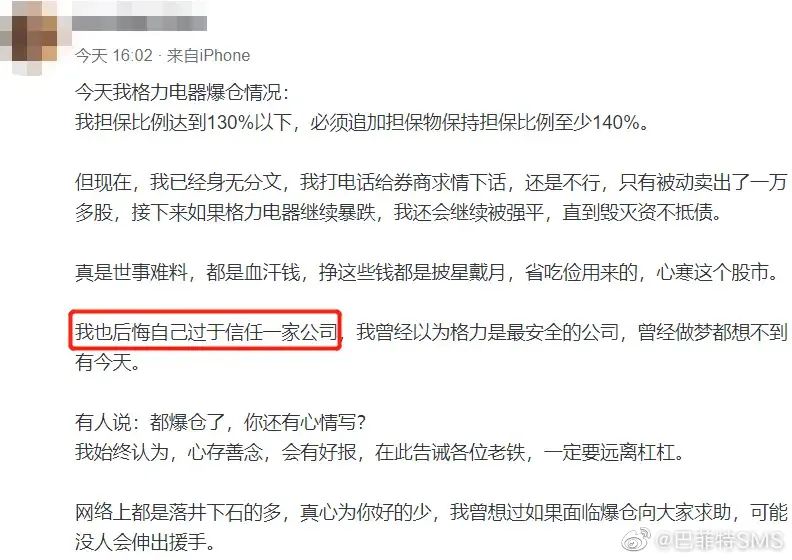 今天 16:02 · 来自iPhone
今天我格力电器爆仓情况：
我担保比例达到130%以下，必须追加担保物保持担保比例至少140%。
但现在，我已经身无分文，我打电话给券商求情下话，还是不行，只有被动卖出了一万
多股，接下来如果格力电器继续暴跌，我还会继续被强平，直到毁灭资不抵债。
真是世事难料，都是血汗钱，挣这些钱都是披星戴月，省吃俭用来的，心寒这个股市。
我也后悔自己过于信任一家公司，我曾经以为格力是最安全的公司，曾经做梦都想不到
有今天。
有人说：都爆仓了，你还有心情写？
我始终认为，心存善念，会有好报，在此告诫各位老铁，一定要远离杠杠。
网络上都是落井下石的多，真心为你好的少，我曾想过如果面临爆仓向大家求助，可能
没人会伸出援手。
@巴菲特SMS